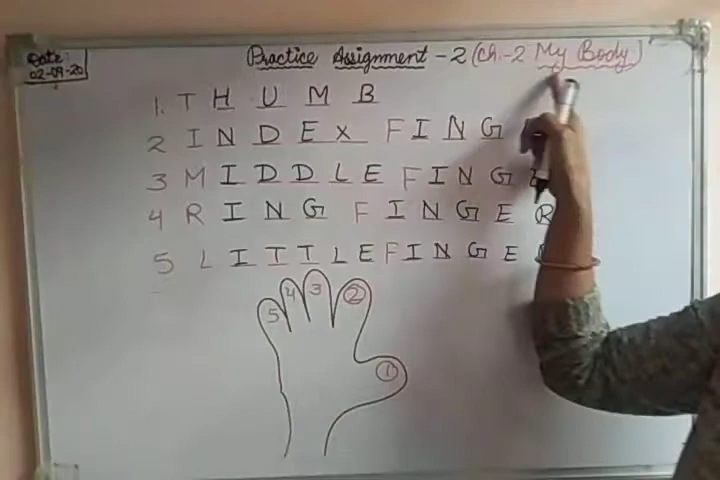 Date:
02-09-20
Practice Assignment - 2 (Ch.-2 My Body)
1. T H U M B
2 I N D E X F I N G
3 M I D D L E F I N G
4 R I N G F I N G E R
5 L I T T L E F I N G E
5 4 3 2
1